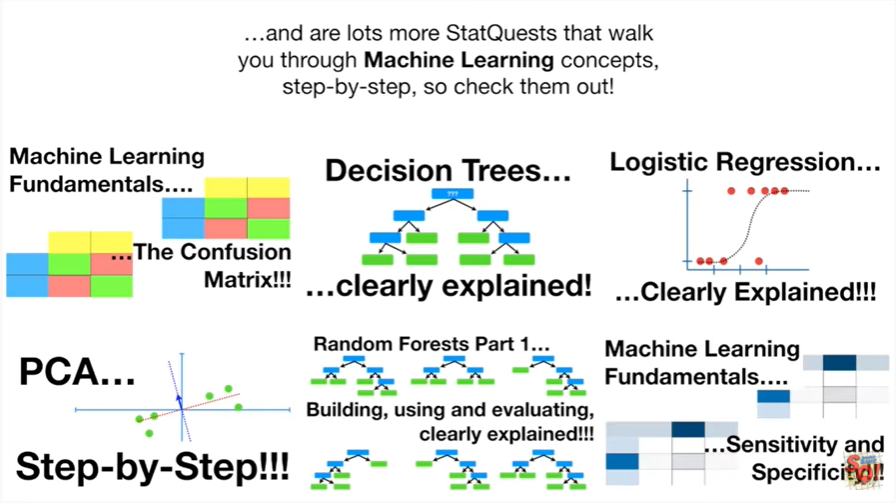 …and are lots more StatQuests that walk
you through Machine Learning concepts,
step-by-step, so check them out!
Machine Learning
Fundamentals….
…The Confusion
Matrix!!!
Decision Trees…
???
…clearly explained!
Logistic Regression…
…Clearly Explained!!!
PCA…
Step-by-Step!!!
Random Forests Part 1…
Building, using and evaluating,
clearly explained!!!
Machine Learning
Fundamentals….
…Sensitivity and
Specificity!!